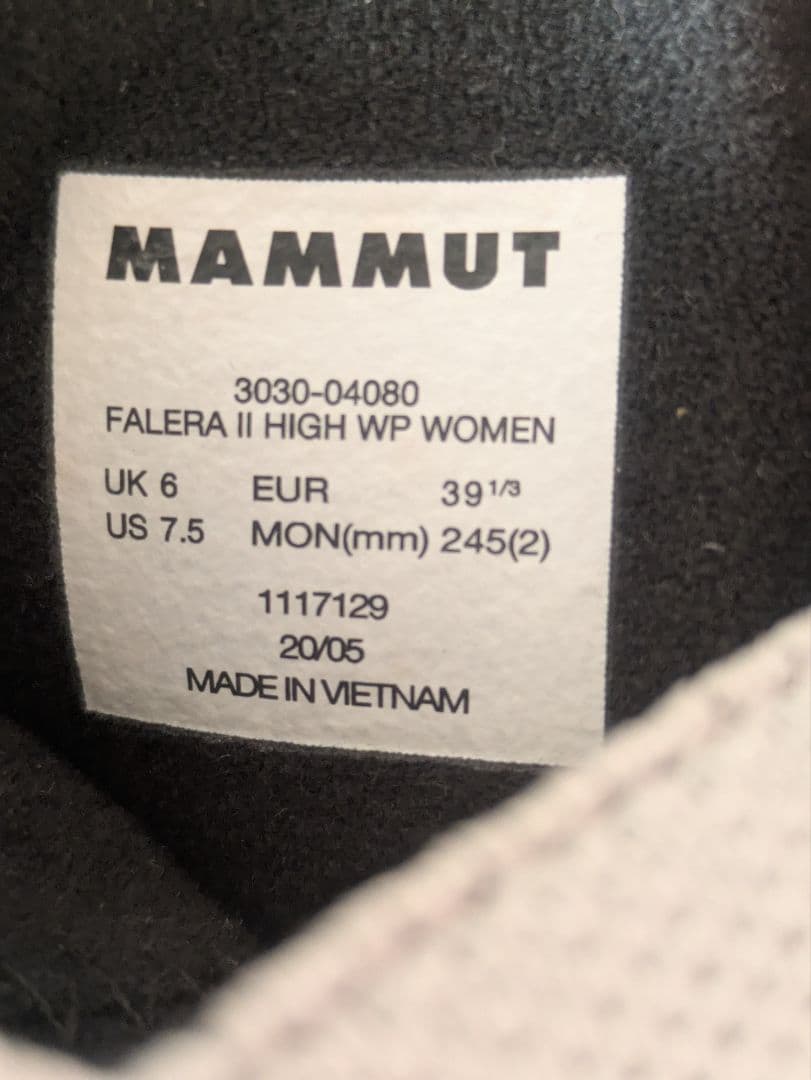 MAMMUT
3030-04080
FALERA II HIGH WP WOMEN
UK 6 EUR 39 1/3
US 7.5 MON(mm) 245(2)
1117129
20/05
MADE IN VIETNAM